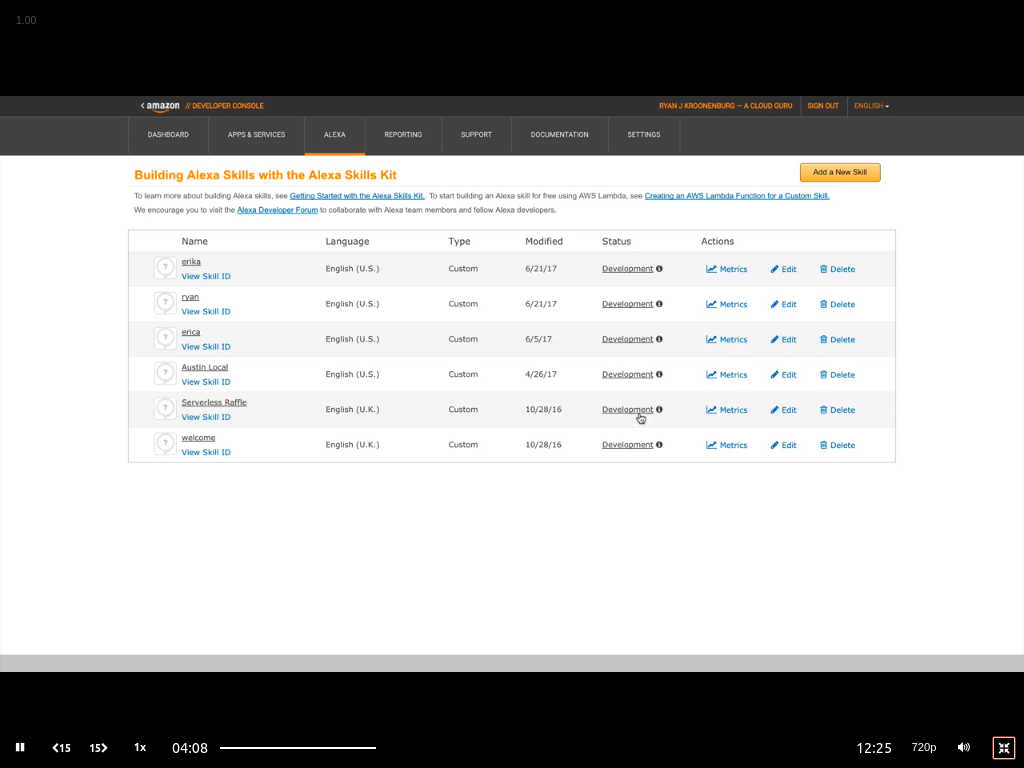 1.00
amazon // DEVELOPER CONSOLE RYAN J KROONENBURG — A CLOUD GURU SIGN OUT ENGLISH
DASHBOARD APPS & SERVICES ALEXA REPORTING SUPPORT DOCUMENTATION SETTINGS
Building Alexa Skills with the Alexa Skills Kit Add a New Skill
To learn more about building Alexa skills, see Getting Started with the Alexa Skills Kit. To start building an Alexa skill for free using AWS Lambda, see Creating an AWS Lambda Function for a Custom Skill.
We encourage you to visit the Alexa Developer Forum to collaborate with Alexa team members and fellow Alexa developers.
Name Language Type Modified Status Actions
erika
View Skill ID English (U.S.) Custom 6/21/17 Development Metrics Edit Delete
ryan
View Skill ID English (U.S.) Custom 6/21/17 Development Metrics Edit Delete
erica
View Skill ID English (U.S.) Custom 6/5/17 Development Metrics Edit Delete
Austin Local
View Skill ID English (U.S.) Custom 4/26/17 Development Metrics Edit Delete
Serverless Raffle
View Skill ID English (U.K.) Custom 10/28/16 Development Metrics Edit Delete
welcome
View Skill ID English (U.K.) Custom 10/28/16 Development Metrics Edit Delete
15 15 1x 04:08 12:25 720p